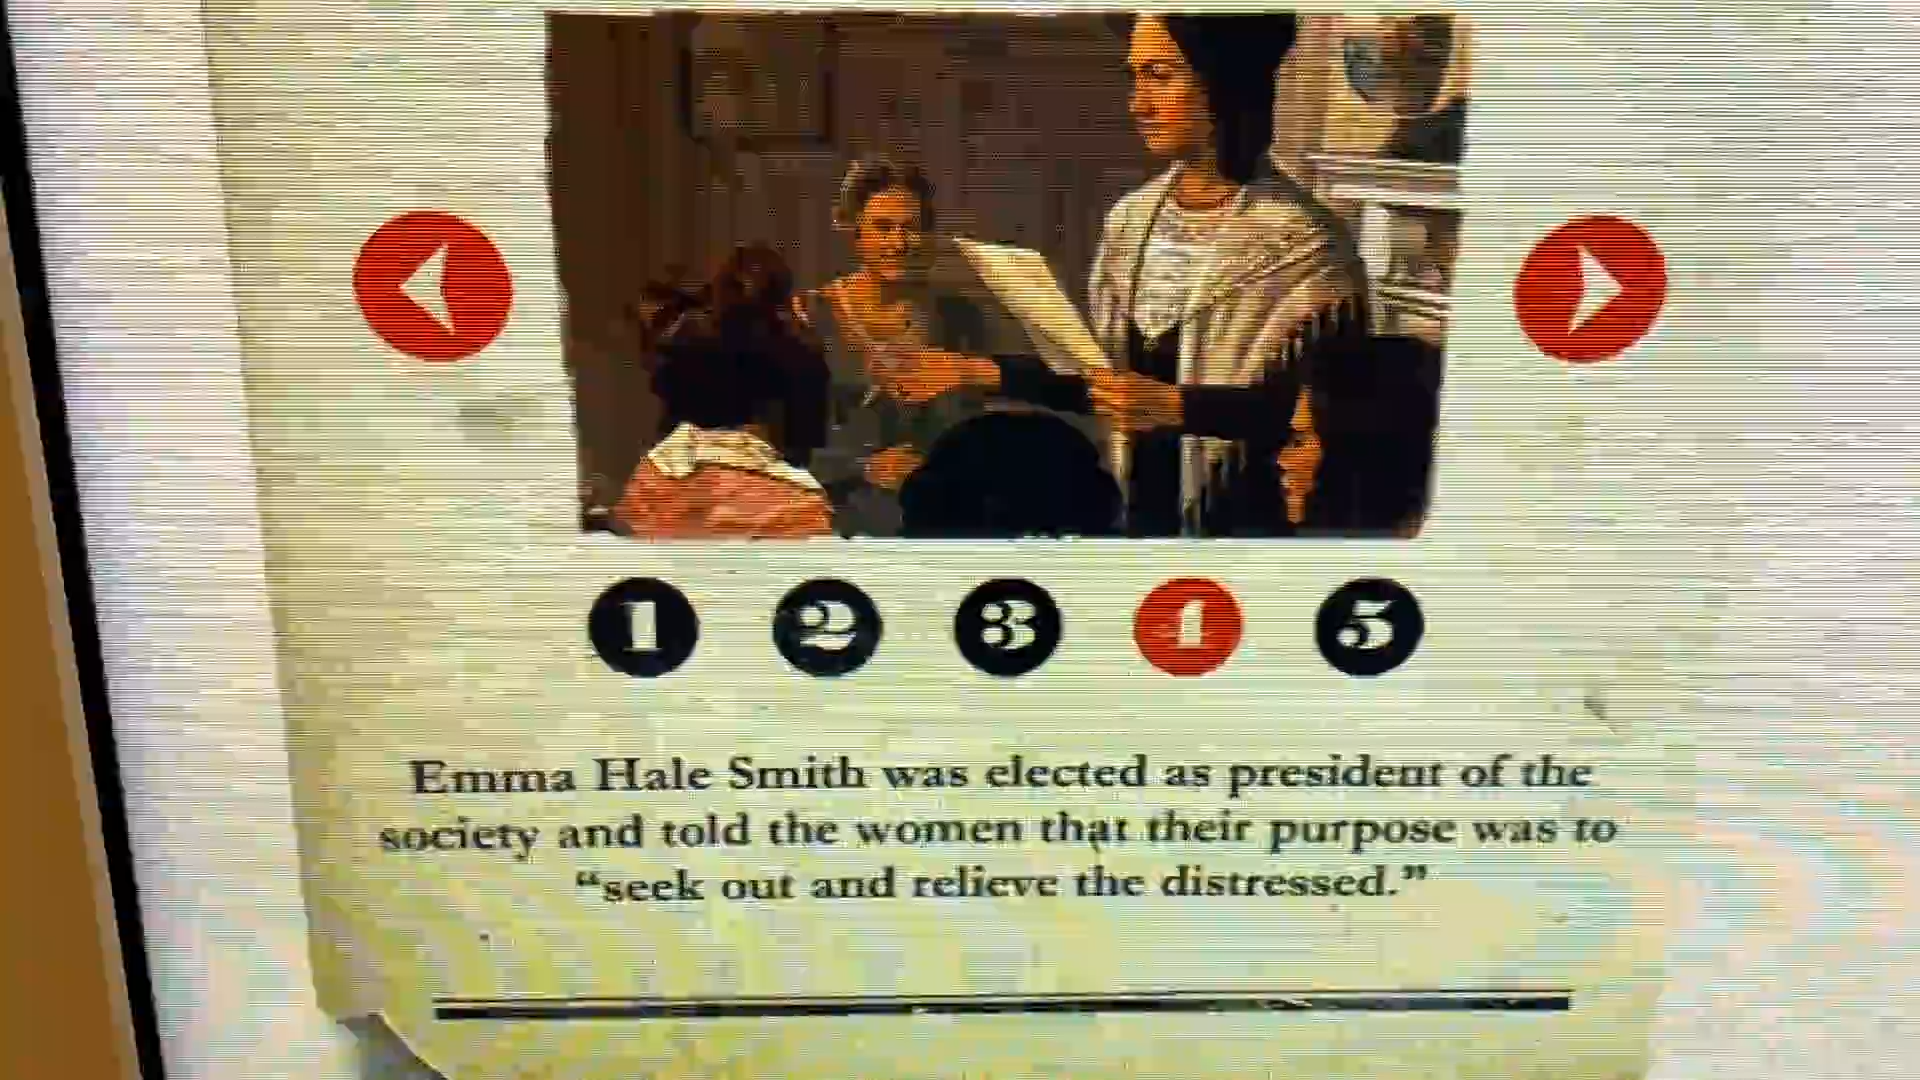 1 2 3 4 5
Emma Hale Smith was elected as president of the
society and told the women that their purpose was to
“seek out and relieve the distressed.”